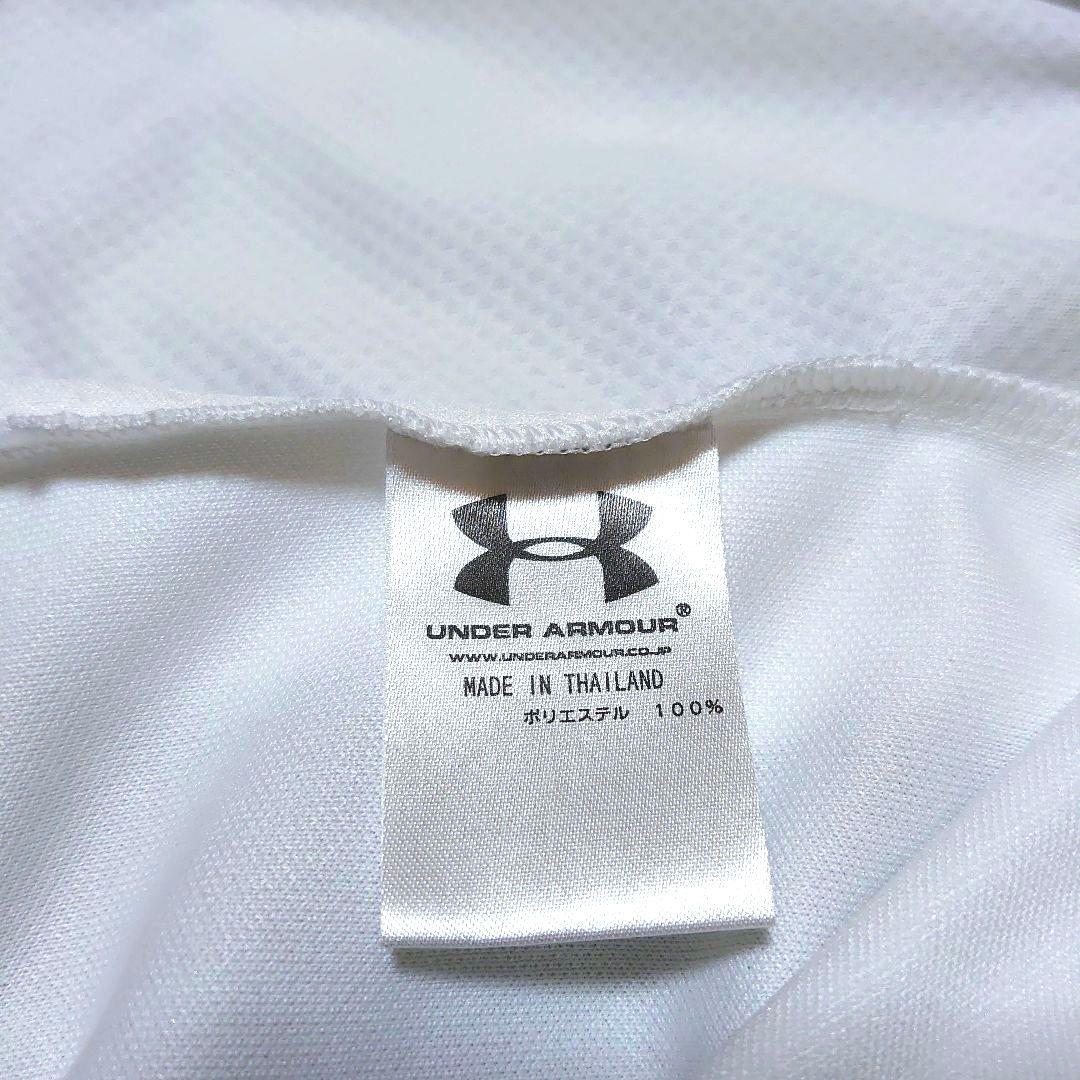 UNDER ARMOUR®
WWW.UNDERARMOUR.CO.JP
MADE IN THAILAND
ポリエステル 100%